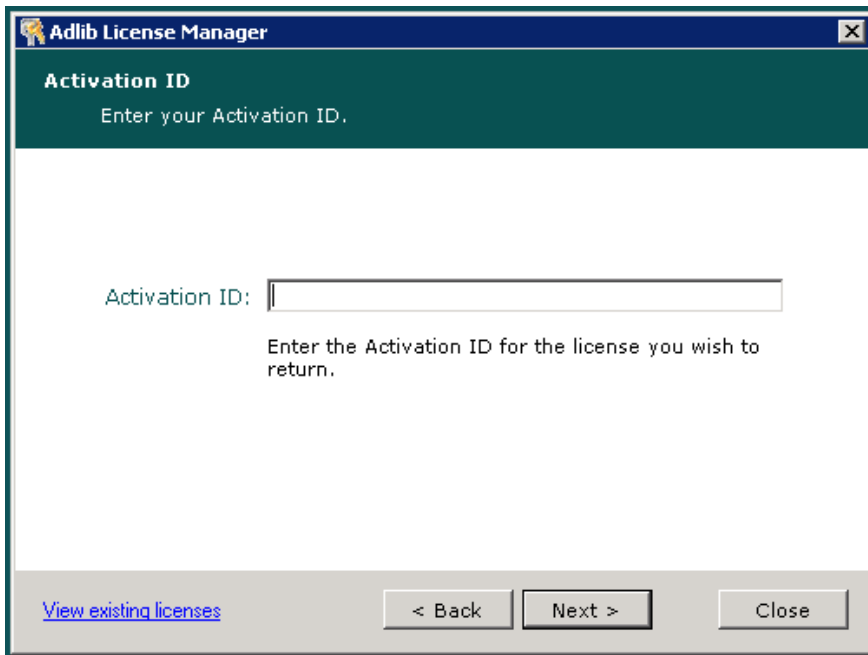 Adlib License Manager
Activation ID
Enter your Activation ID.
Activation ID:
Enter the Activation ID for the license you wish to
return.
View existing licenses
< Back
Next >
Close